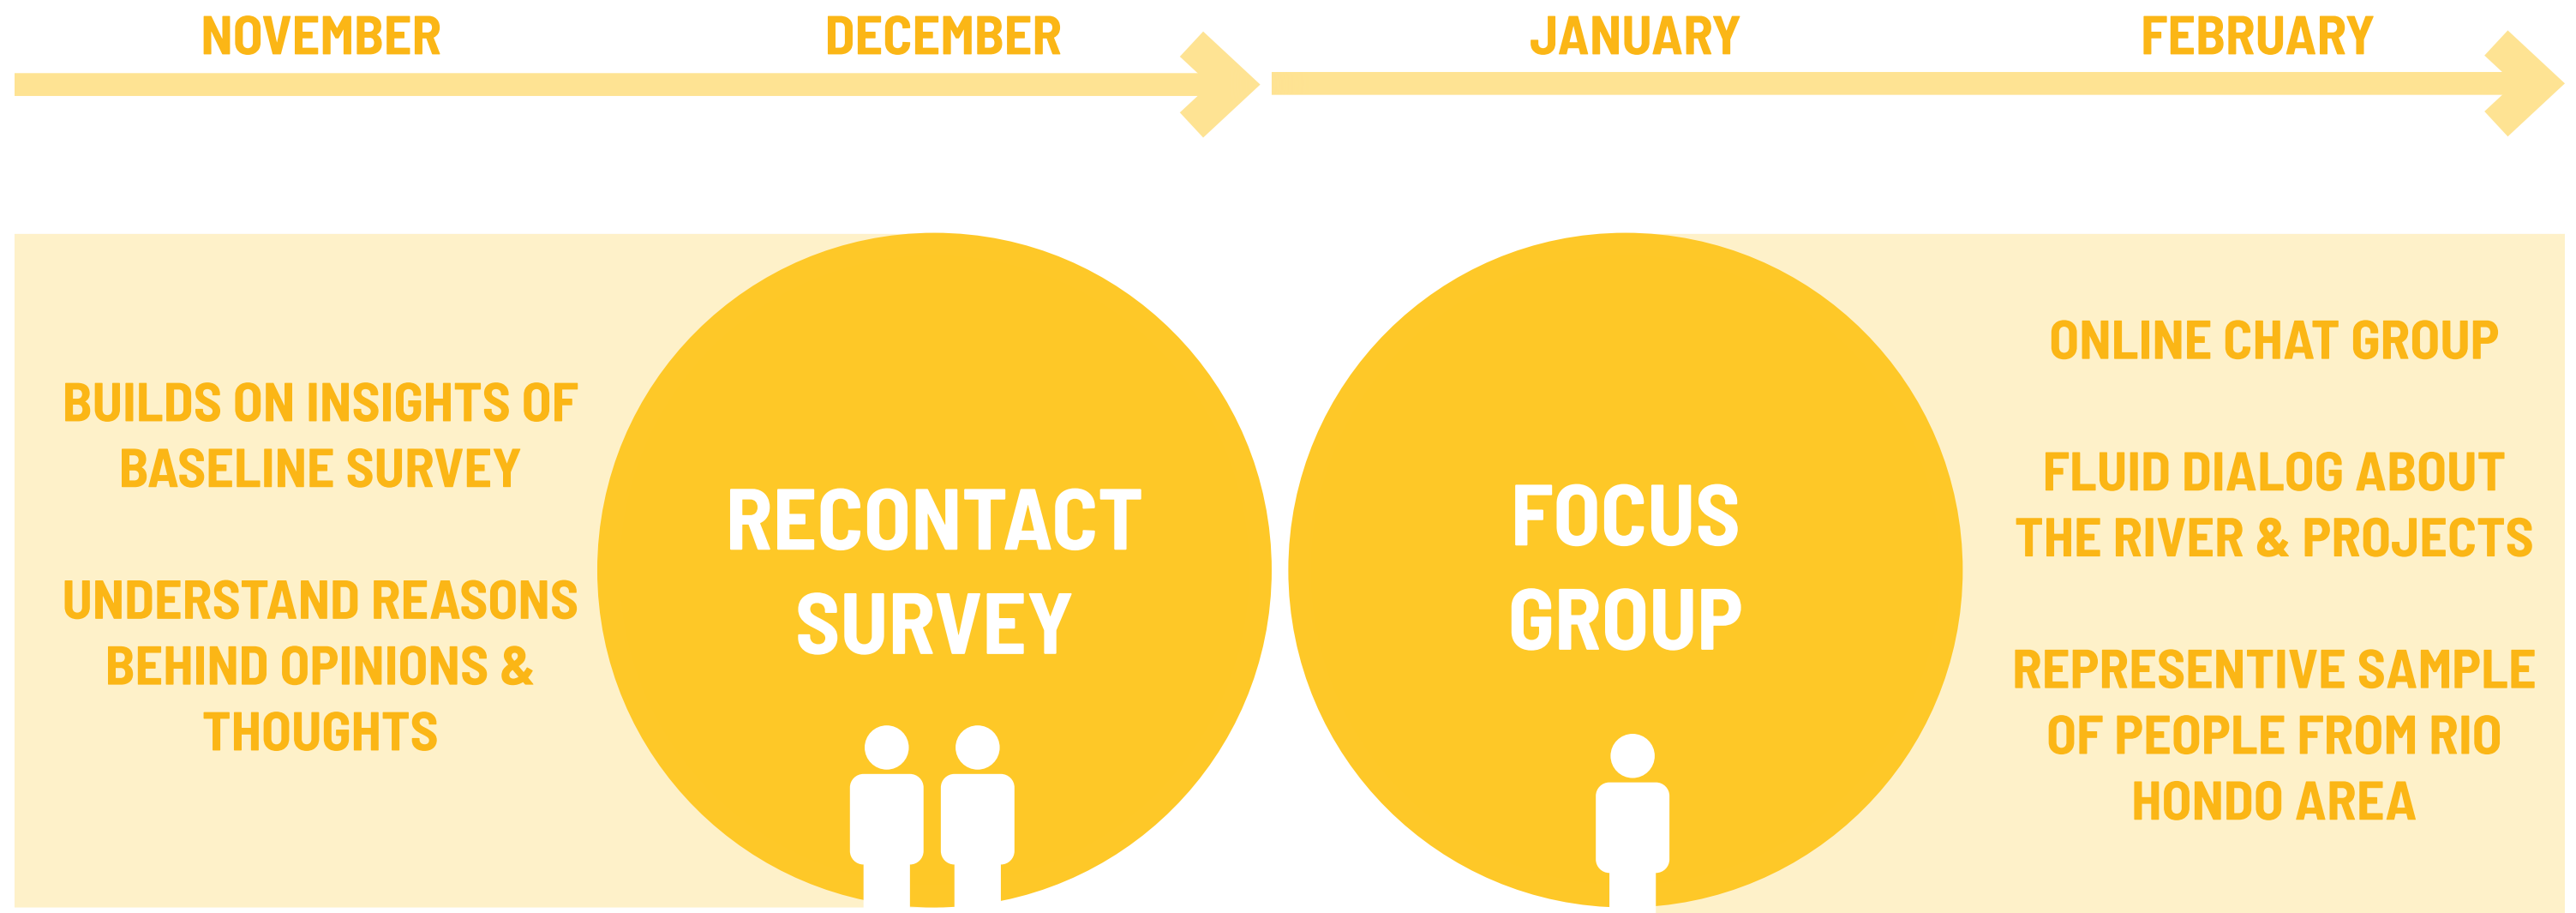 NOVEMBER
DECEMBER
JANUARY
FEBRUARY
BUILDS ON INSIGHTS OF
BASELINE SURVEY
UNDERSTAND REASONS
BEHIND OPINIONS &
THOUGHTS
RECONTACT
SURVEY
FOCUS
GROUP
ONLINE CHAT GROUP
FLUID DIALOG ABOUT
THE RIVER & PROJECTS
REPRESENTIVE SAMPLE
OF PEOPLE FROM RIO
HONDO AREA